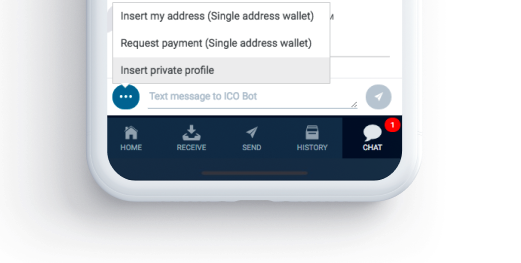 Insert my address (Single address wallet)
M
Request payment (Single address wallet)
Insert private profile
Text message to ICO Bot
HOME
RECEIVE
SEND
HISTORY
CHAT
1